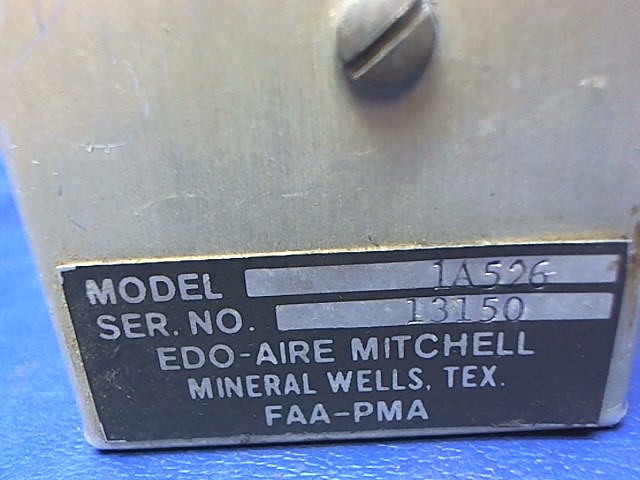 MODEL 1A526
SER. NO. 13150
EDO-AIRE MITCHELL
MINERAL WELLS, TEX.
FAA-PMA